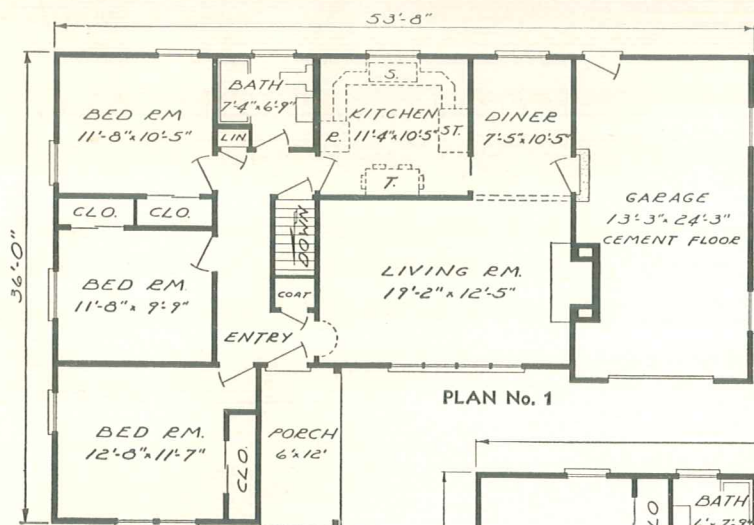 53'-8"
36'-0"
BED RM.
11'-8"x10'-5"
BATH
7'-4"x6'-9"
LIN
KITCHEN
11'-4"x10'-5"
S.
R.
ST.
T.
DINER
7'-5"x10'-5"
GARAGE
13'-3"x24'-3"
CEMENT FLOOR
CLO.
CLO.
DOWN
BED RM.
11'-8"x 9'-9"
COAT
LIVING RM.
19'-2"x12'-5"
ENTRY
PLAN No. 1
BED RM.
12'-8"x11'-7"
CLO.
PORCH
6'x12'
BATH